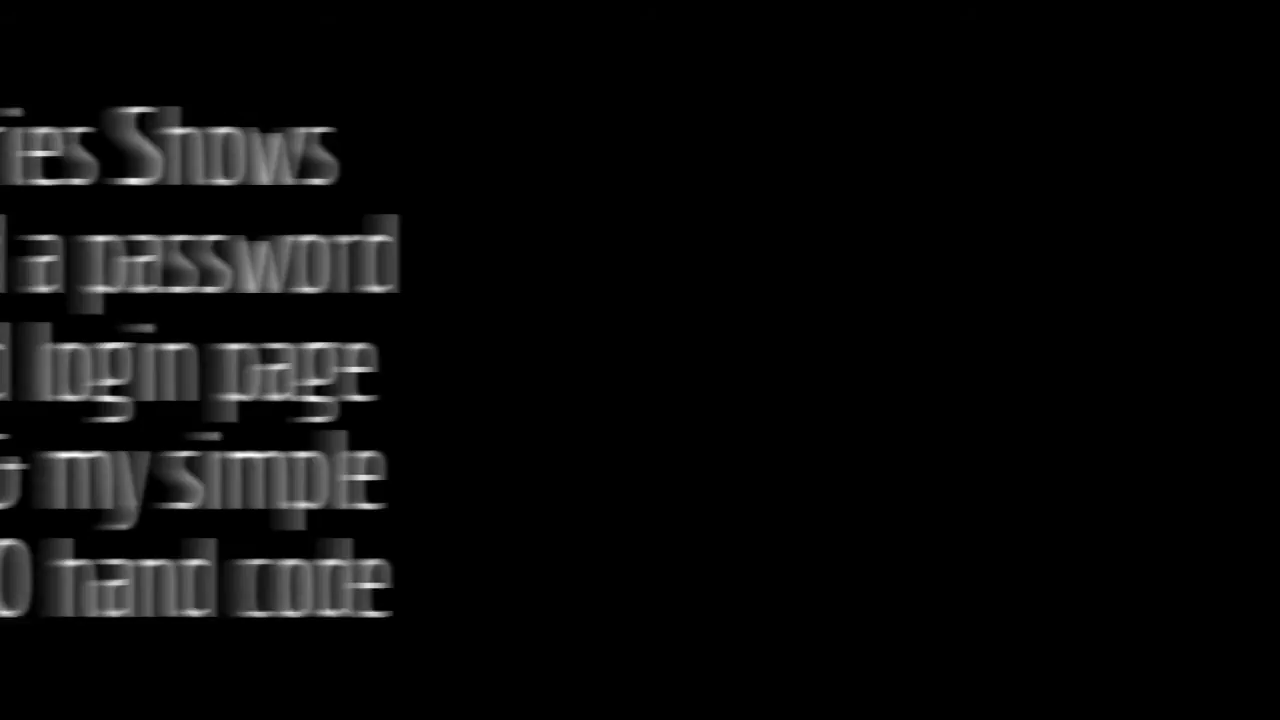 ies Shows
a password
login page
my simple
0 hand code